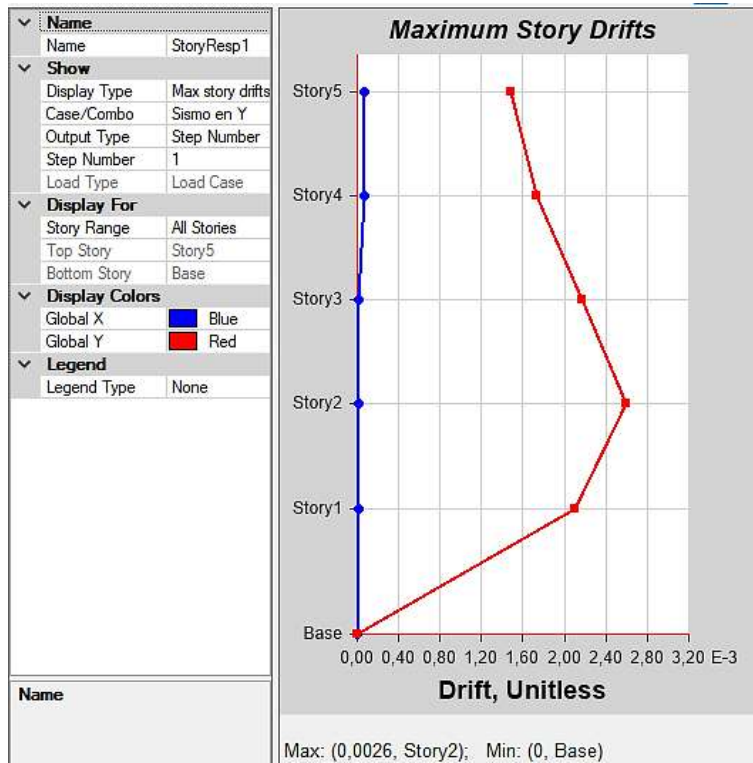 Name
Name StoryResp1
Show
Display Type Max story drifts
Case/Combo Sismo en Y
Output Type Step Number
Step Number 1
Load Type Load Case
Display For
Story Range All Stories
Top Story Story5
Bottom Story Base
Display Colors
Global X Blue
Global Y Red
Legend
Legend Type None
Name
Maximum Story Drifts
Story5
Story4
Story3
Story2
Story1
Base
0,00 0,40 0,80 1,20 1,60 2,00 2,40 2,80 3,20 E-3
Drift, Unitless
Max: (0,0026, Story2); Min: (0, Base)